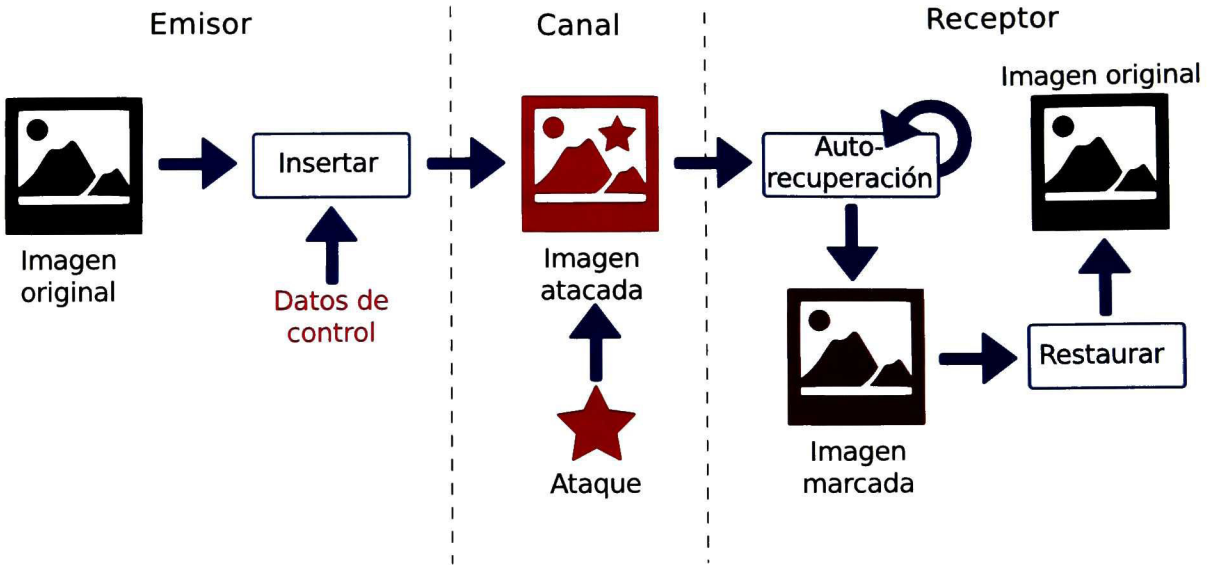 Emisor
Canal
Receptor
Imagen
original
Insertar
Datos de
control
Imagen
atacada
Ataque
Auto-
recuperación
Imagen
marcada
Restaurar
Imagen original